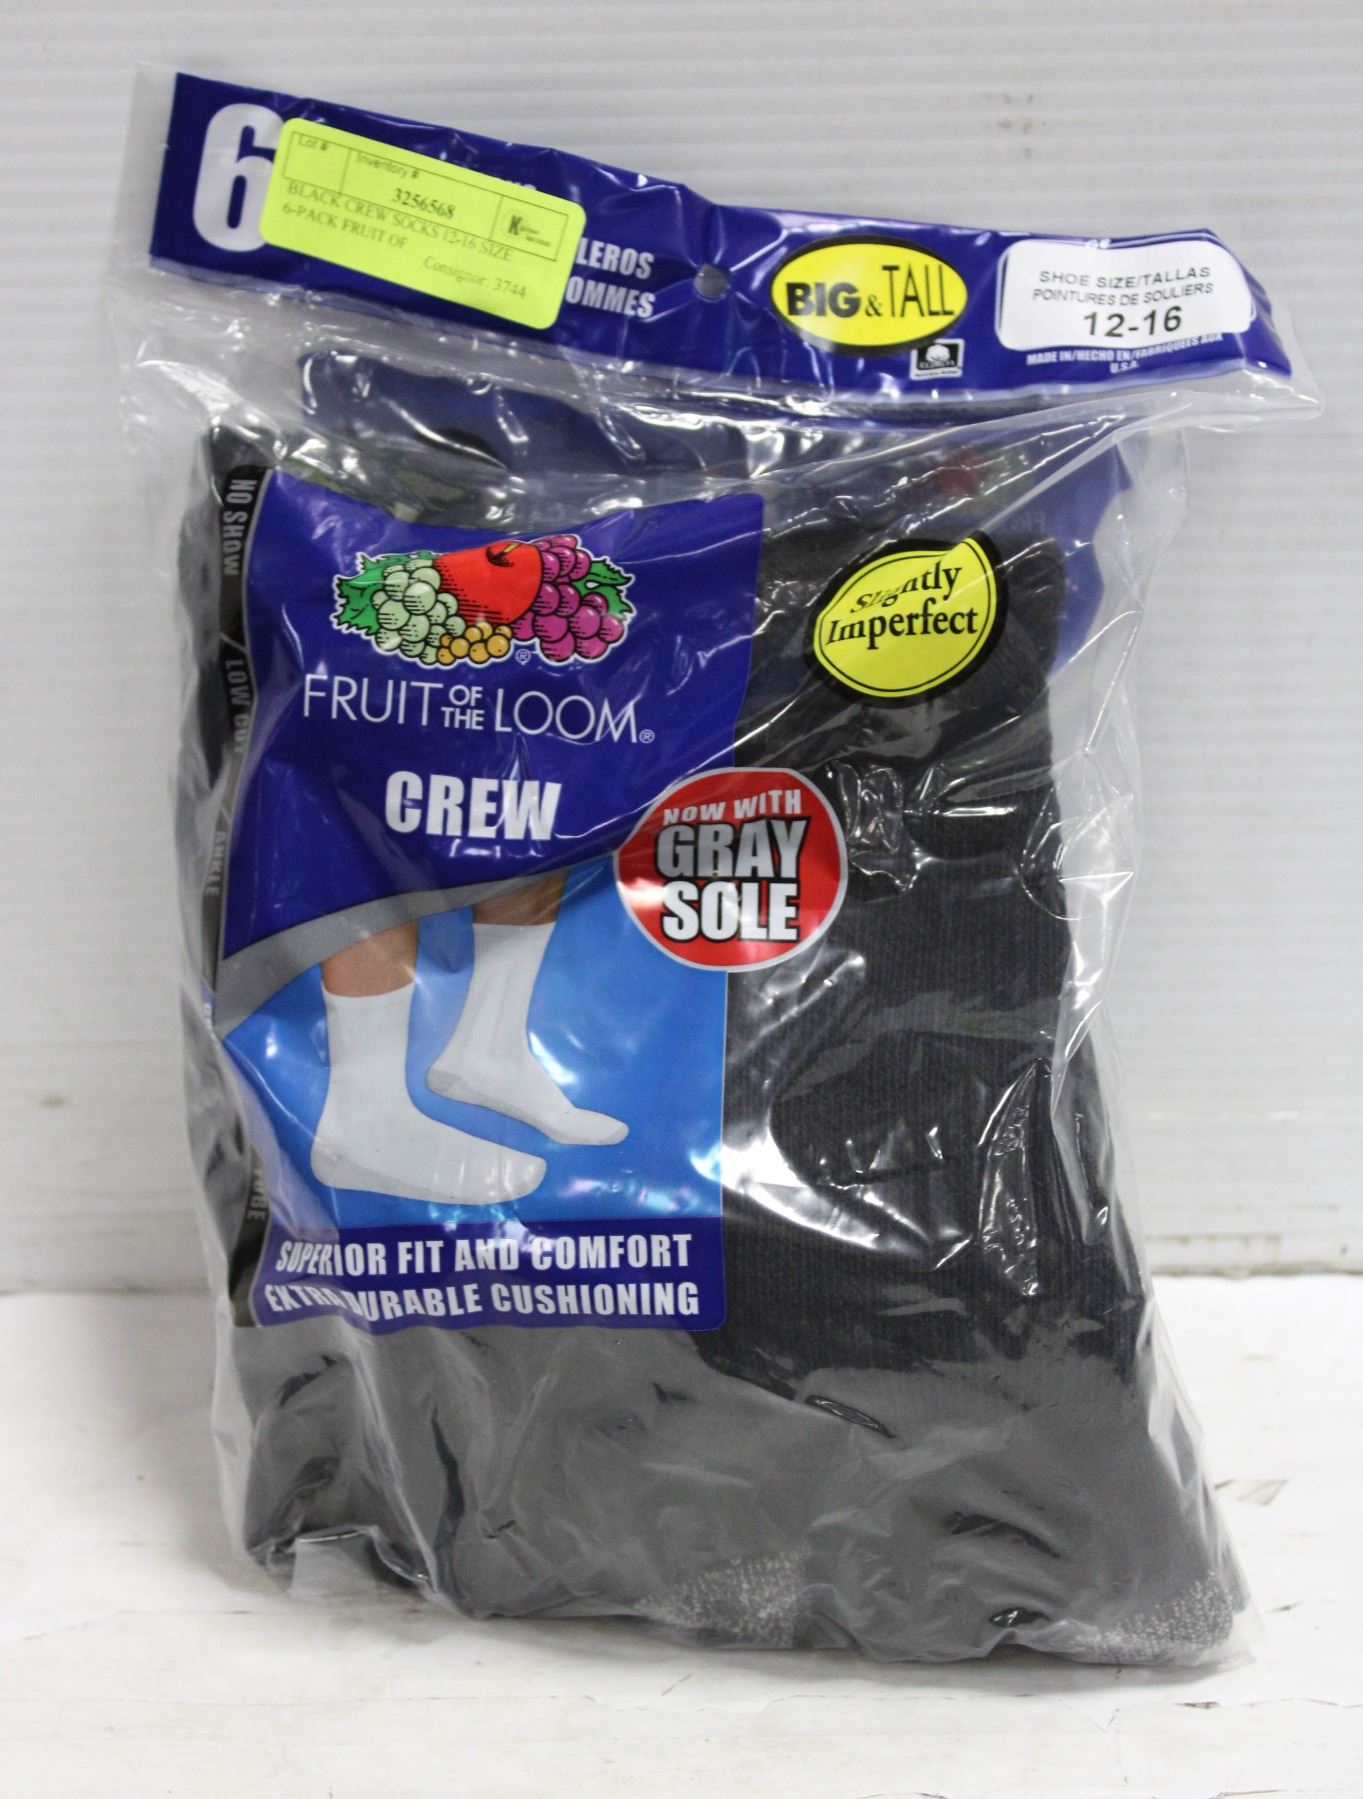 6
Lot #
Inventory #
3256568
BLACK CREW SOCKS 12-16 SIZE
6-PACK FRUIT OF
Consignor: 3744
LEROS
OMMES
BIG & TALL
SHOE SIZE/TALLAS
POINTURES DE SOULIERS
12-16
MADE IN/HECHO EN/FABRIQUEES AUX
U.S.A.
NO SHOW / LOW CUT / ANKLE
FRUIT OF THE LOOM®
CREW
Slightly
Imperfect
NOW WITH
GRAY
SOLE
SUPERIOR FIT AND COMFORT
EXTRA DURABLE CUSHIONING